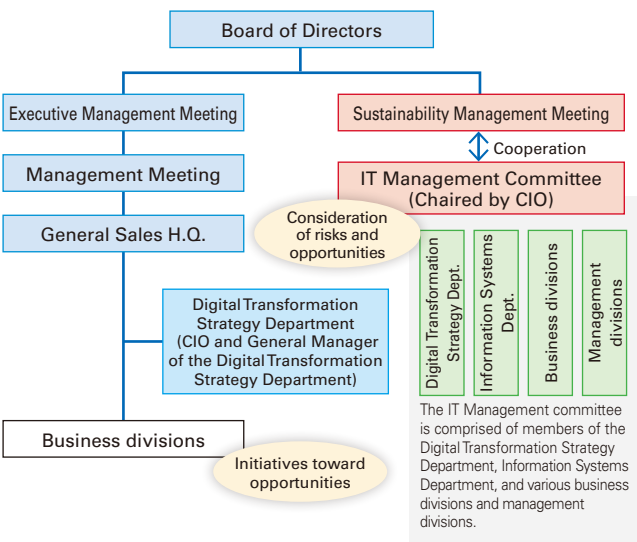 Board of Directors
Executive Management Meeting
Sustainability Management Meeting
Cooperation
Management Meeting
IT Management Committee
(Chaired by CIO)
General Sales H.Q.
Consideration
of risks and
opportunities
Digital Transformation
Strategy Dept.
Information Systems
Dept.
Business divisions
Management
divisions
Digital Transformation
Strategy Department
(CIO and General Manager
of the Digital Transformation
Strategy Department)
Business divisions
Initiatives toward
opportunities
The IT Management committee
is comprised of members of the
Digital Transformation Strategy
Department, Information Systems
Department, and various business
divisions and management
divisions.